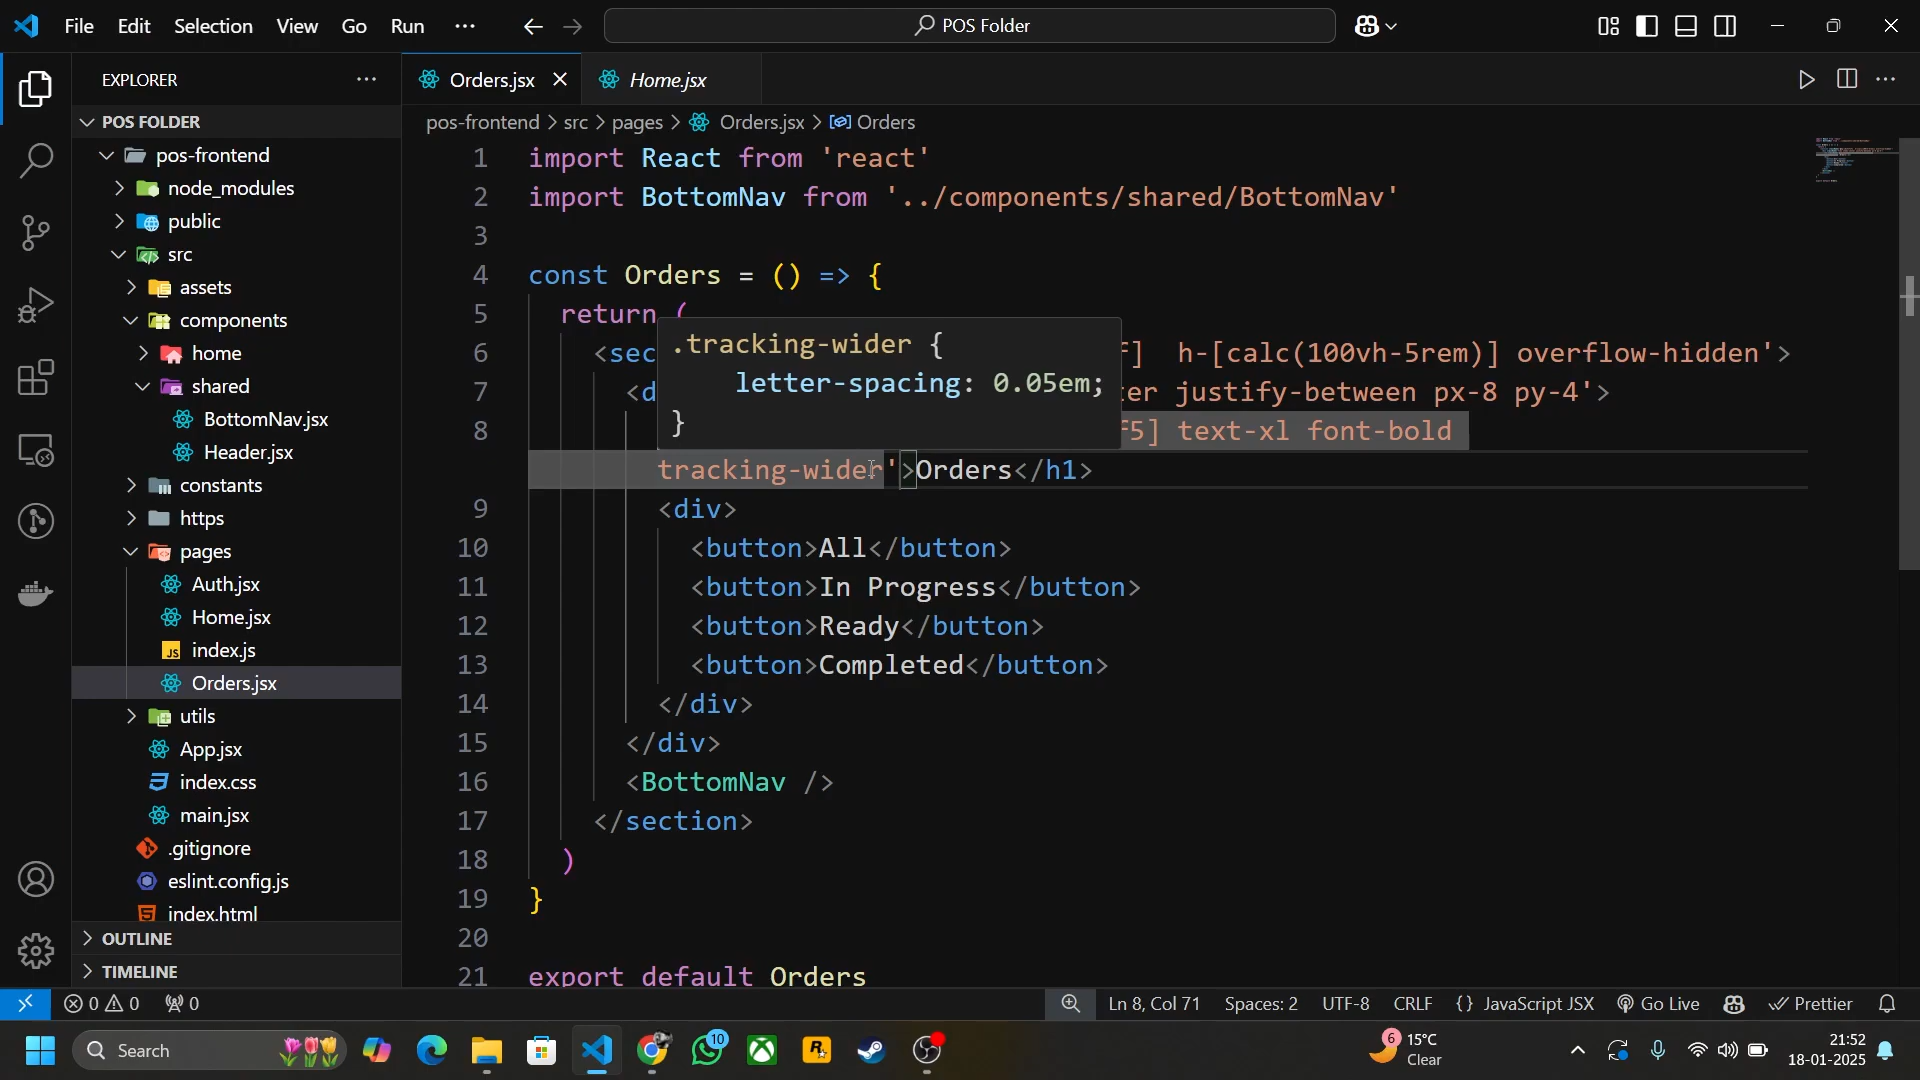 File Edit Selection View Go Run POS Folder
EXPLORER
POS FOLDER
pos-frontend
node_modules
public
src
assets
components
home
shared
BottomNav.jsx
Header.jsx
constants
https
pages
Auth.jsx
Home.jsx
JS index.js
Orders.jsx
utils
App.jsx
index.css
main.jsx
.gitignore
eslint.config.js
index.html
OUTLINE
TIMELINE
Orders.jsx Home.jsx
pos-frontend > src > pages > Orders.jsx > Orders
1 import React from 'react'
2 import BottomNav from '../components/shared/BottomNav'
3
4 const Orders = () => {
5 return (
6 <sec f] h-[calc(100vh-5rem)] overflow-hidden'>
7 <d er justify-between px-8 py-4'>
8 f5] text-xl font-bold
tracking-wider'>Orders</h1>
.tracking-wider {
letter-spacing: 0.05em;
}
9 <div>
10 <button>All</button>
11 <button>In Progress</button>
12 <button>Ready</button>
13 <button>Completed</button>
14 </div>
15 </div>
16 <BottomNav />
17 </section>
18 )
19 }
20
21 export default Orders
0 0 0 Ln 8, Col 71 Spaces: 2 UTF-8 CRLF {} JavaScript JSX Go Live Prettier
Search 10 R 6 15°C
Clear
21:52
18-01-2025